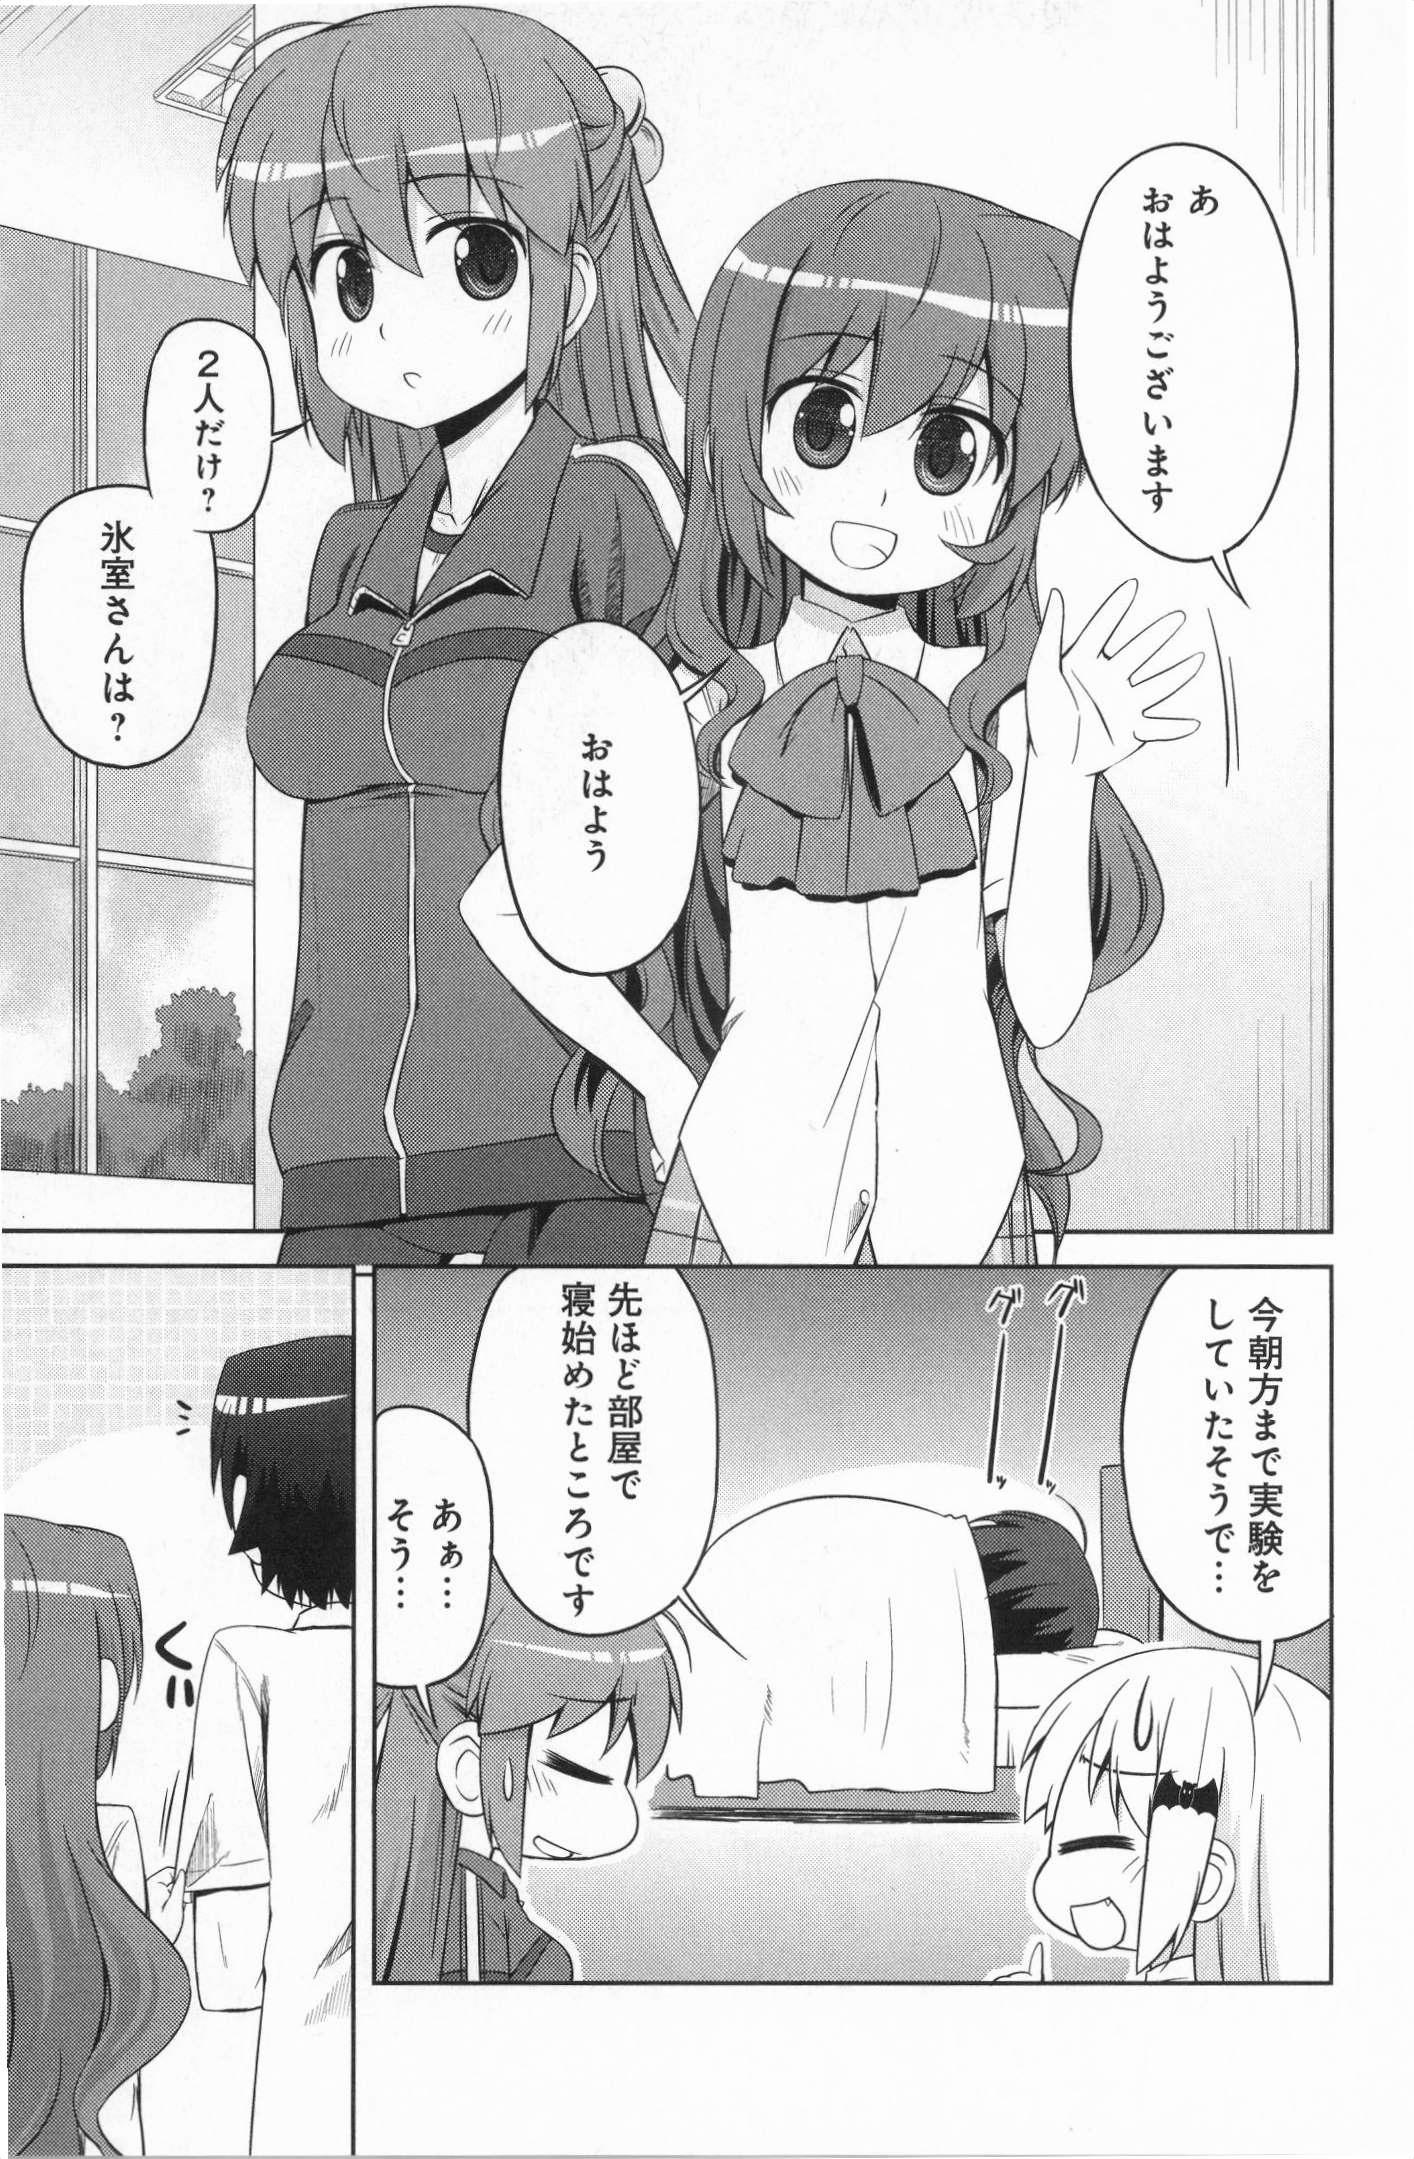 あ
おはようございます
おはよう
2人だけ?
氷室さんは?
今朝方まで実験を
していたそうで…
グッ
グッ
先ほど部屋で
寝始めたところです
あぁ…
そう…
くい